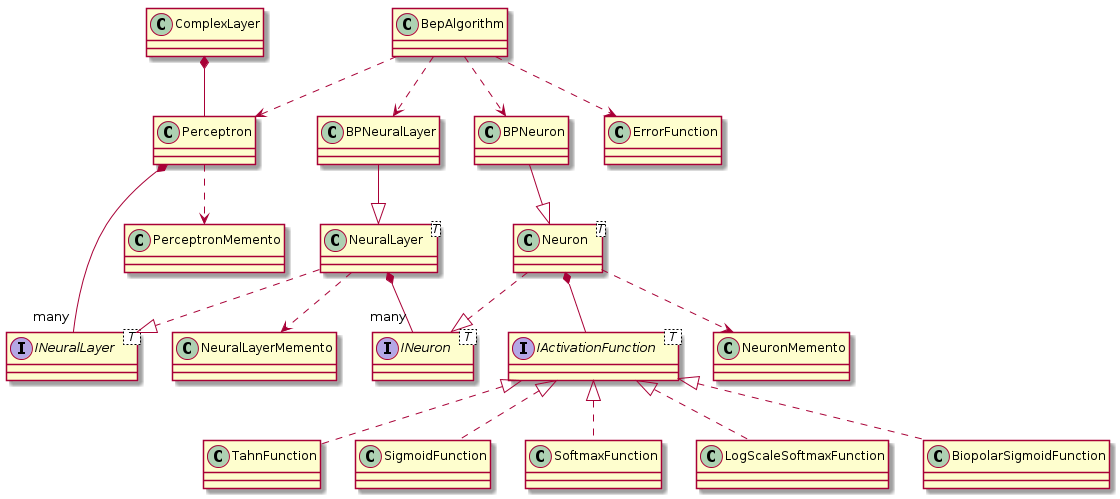 C ComplexLayer
C BepAlgorithm
C Perceptron
C BPNeuralLayer
C BPNeuron
C ErrorFunction
C PerceptronMemento
C NeuralLayer T
C Neuron T
many
many
I INeuralLayer T
C NeuralLayerMemento
I INeuron T
I IActivationFunction T
C NeuronMemento
C TahnFunction
C SigmoidFunction
C SoftmaxFunction
C LogScaleSoftmaxFunction
C BiopolarSigmoidFunction